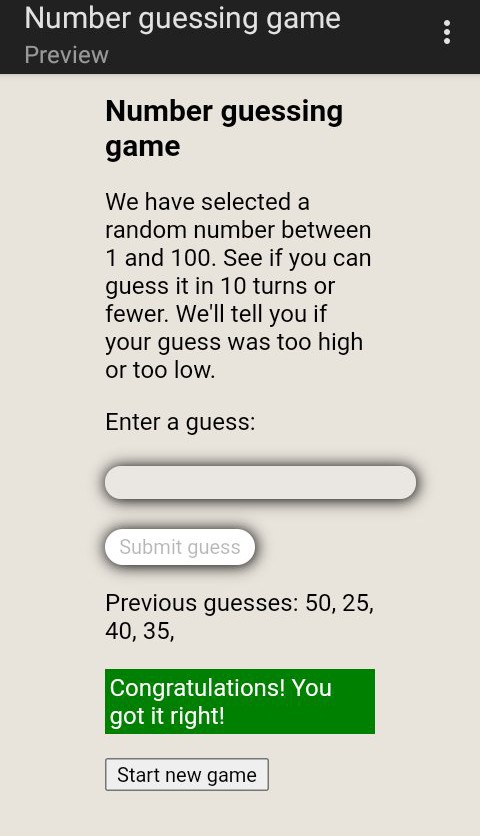 Number guessing game
Preview
Number guessing
game
We have selected a
random number between
1 and 100. See if you can
guess it in 10 turns or
fewer. We'll tell you if
your guess was too high
or too low.
Enter a guess:
Submit guess
Previous guesses: 50, 25,
40, 35,
Congratulations! You
got it right!
Start new game